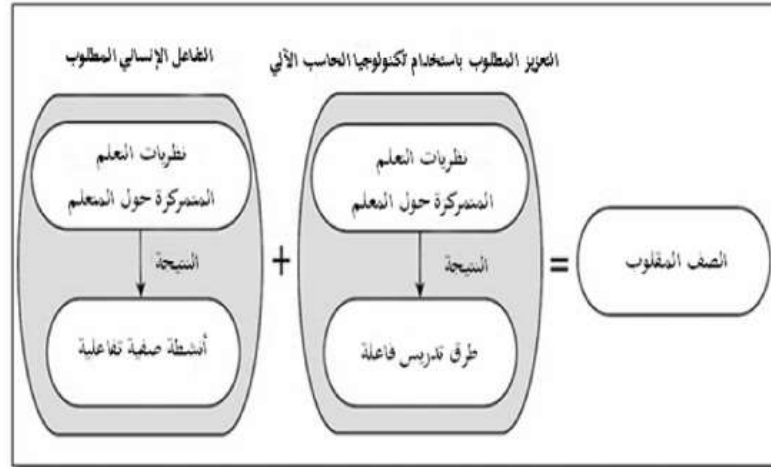 التفاعل الإنساني المطلوب
التعزيز المطلوب باستخدام تكنولوجيا الحاسب الآلي
نظريات التعلم
المتمركزة حول المتعلم
النتيجة
أنشطة صفية تفاعلية
+
نظريات التعلم
المتمركزة حول المعلم
النتيجة
طرق تدريس فاعلة
=
الصف المقلوب